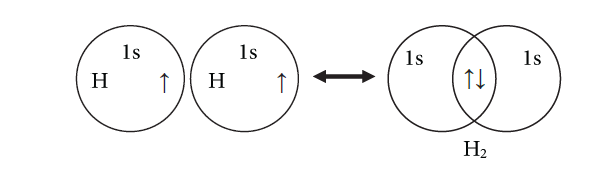 1s 1s
H ↑ H ↑
1s 1s
↑↓
H₂